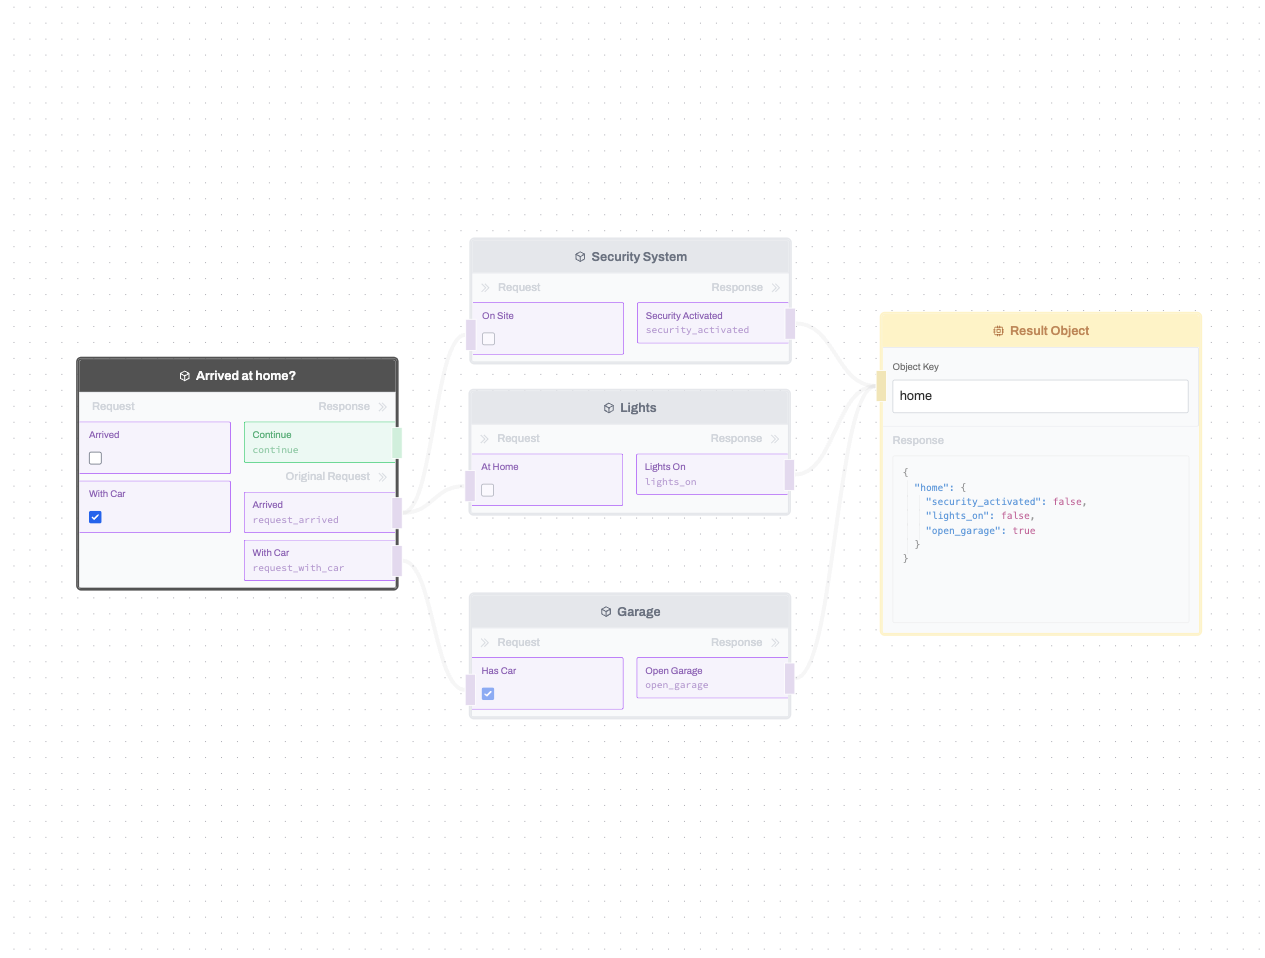 Security System
Request
Response
On Site
Security Activated
security_activated
Arrived at home?
Request
Response
Arrived
Continue
continue
Original Request
With Car
Arrived
request_arrived
With Car
request_with_car
Lights
Request
Response
At Home
Lights On
lights_on
Garage
Request
Response
Has Car
Open Garage
open_garage
Result Object
Object Key
home
Response
{
"home": {
"security_activated": false,
"lights_on": false,
"open_garage": true
}
}